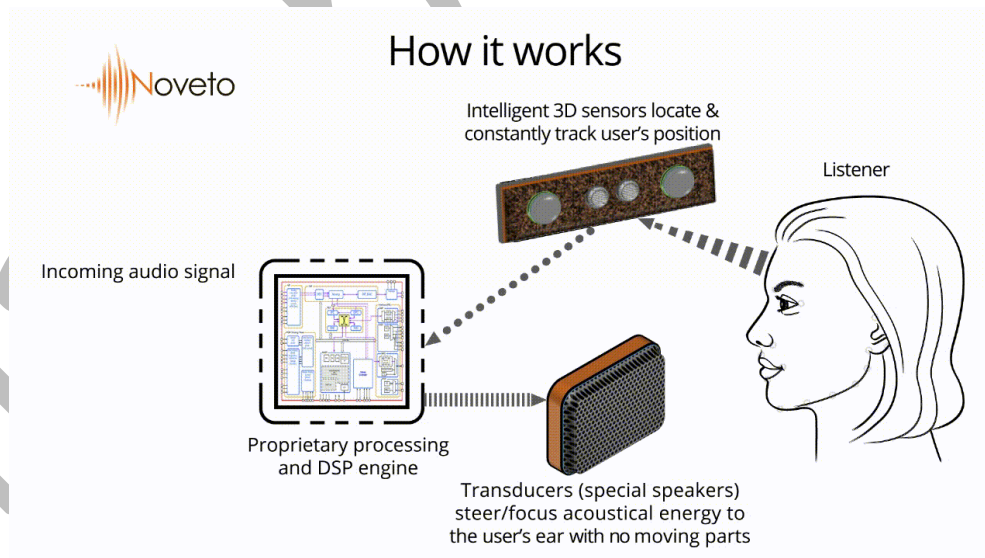 How it works
Noveto
Intelligent 3D sensors locate &
constantly track user's position
Listener
Incoming audio signal
Proprietary processing
and DSP engine
Transducers (special speakers)
steer/focus acoustical energy to
the user's ear with no moving parts